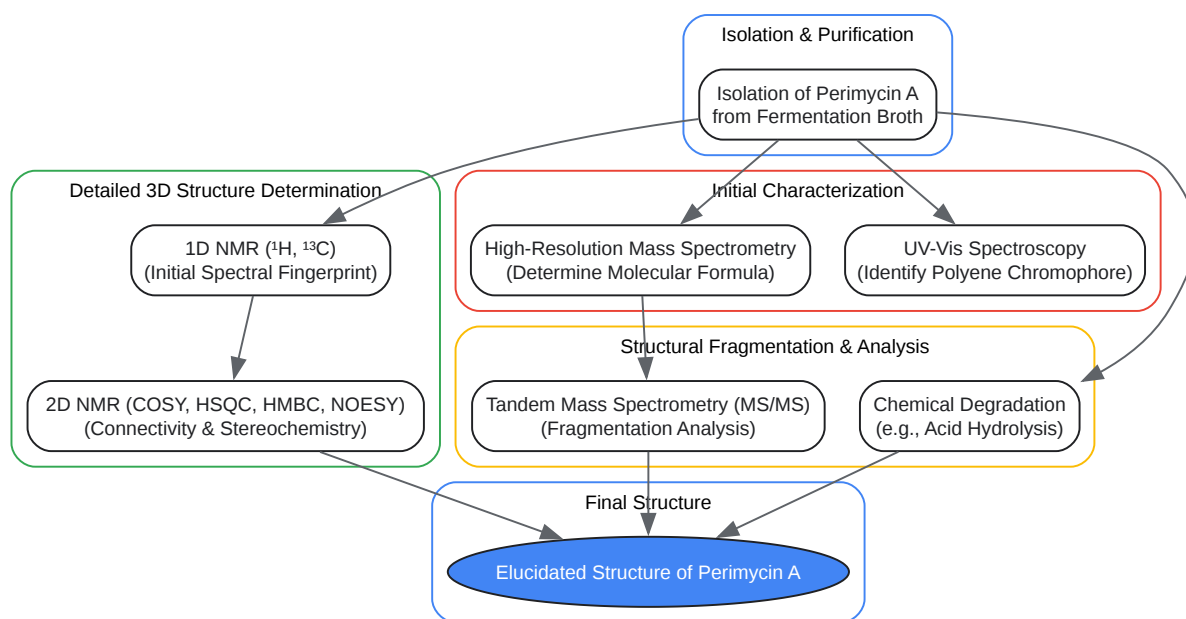 Isolation & Purification
Isolation of Perimycin A
from Fermentation Broth
Detailed 3D Structure Determination
1D NMR (¹H, ¹³C)
(Initial Spectral Fingerprint)
2D NMR (COSY, HSQC, HMBC, NOESY)
(Connectivity & Stereochemistry)
Initial Characterization
High-Resolution Mass Spectrometry
(Determine Molecular Formula)
UV-Vis Spectroscopy
(Identify Polyene Chromophore)
Structural Fragmentation & Analysis
Tandem Mass Spectrometry (MS/MS)
(Fragmentation Analysis)
Chemical Degradation
(e.g., Acid Hydrolysis)
Final Structure
Elucidated Structure of Perimycin A